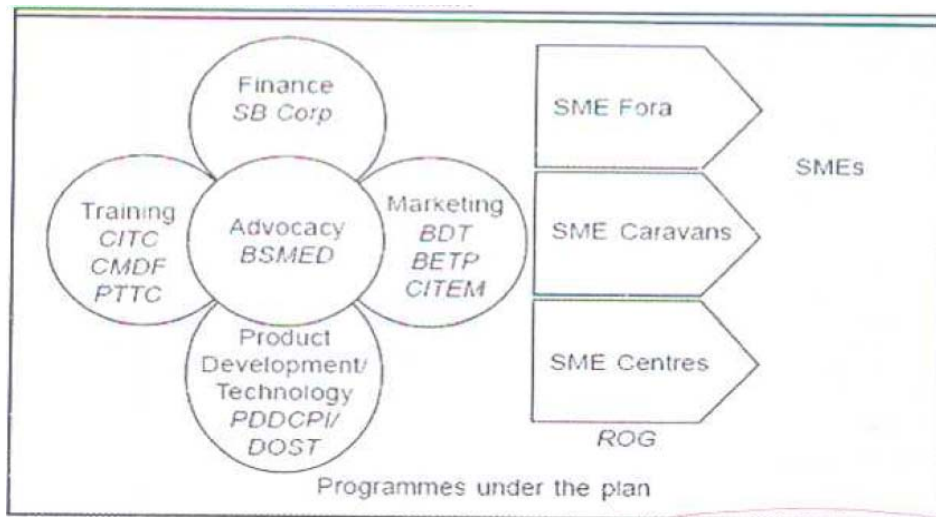 Finance
SB Corp
Training
CITC
CMDF
PTTC
Advocacy
BSMED
Marketing
BDT
BETP
CITEM
Product
Development/
Technology
PDDCPI/
DOST
SME Fora
SME Caravans
SME Centres
ROG
SMEs
Programmes under the plan